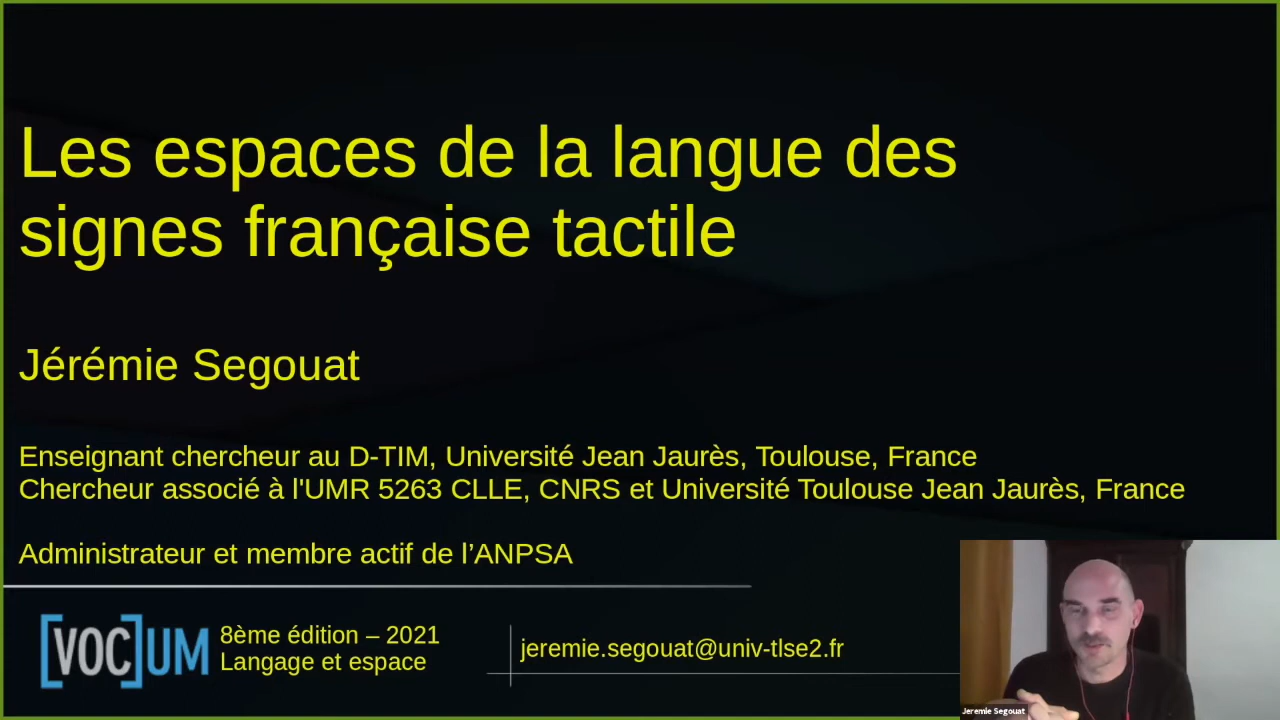 Les espaces de la langue des
signes française tactile
Jérémie Segouat
Enseignant chercheur au D-TIM, Université Jean Jaurès, Toulouse, France
Chercheur associé à l'UMR 5263 CLLE, CNRS et Université Toulouse Jean Jaurès, France
Administrateur et membre actif de l’ANPSA
[VOC]UM
8ème édition – 2021
Langage et espace
jeremie.segouat@univ-tlse2.fr
Jeremie Segouat